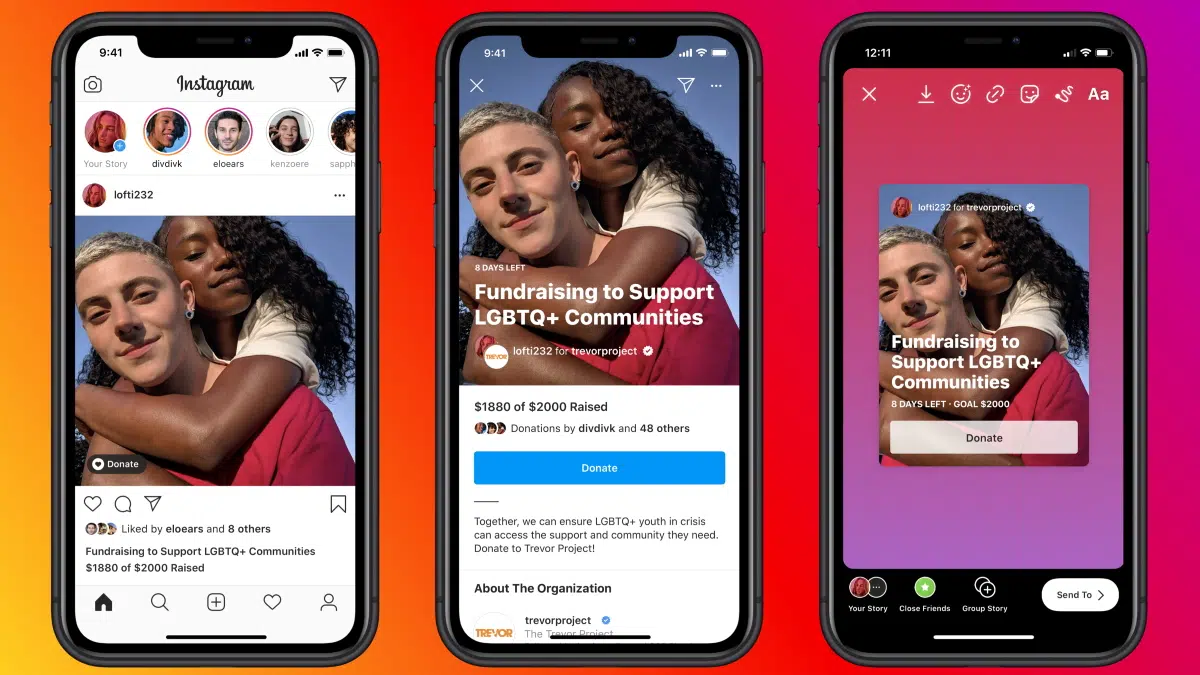 9:41
Instagram
Your Story
divdivk
eloears
kenzoere
sapph
lofti232
Donate
Liked by eloears and 8 others
Fundraising to Support LGBTQ+ Communities
$1880 of $2000 Raised
9:41
8 DAYS LEFT
Fundraising to Support
LGBTQ+ Communities
TREVOR
lofti232 for trevorproject
$1880 of $2000 Raised
Donations by divdivk and 48 others
Donate
Together, we can ensure LGBTQ+ youth in crisis
can access the support and community they need.
Donate to Trevor Project!
About The Organization
TREVOR
trevorproject
The Trevor Project
12:11
Aa
lofti232 for trevorproject
Fundraising to
Support LGBTQ+
Communities
8 DAYS LEFT · GOAL $2000
Donate
Your Story
Close Friends
Group Story
Send To